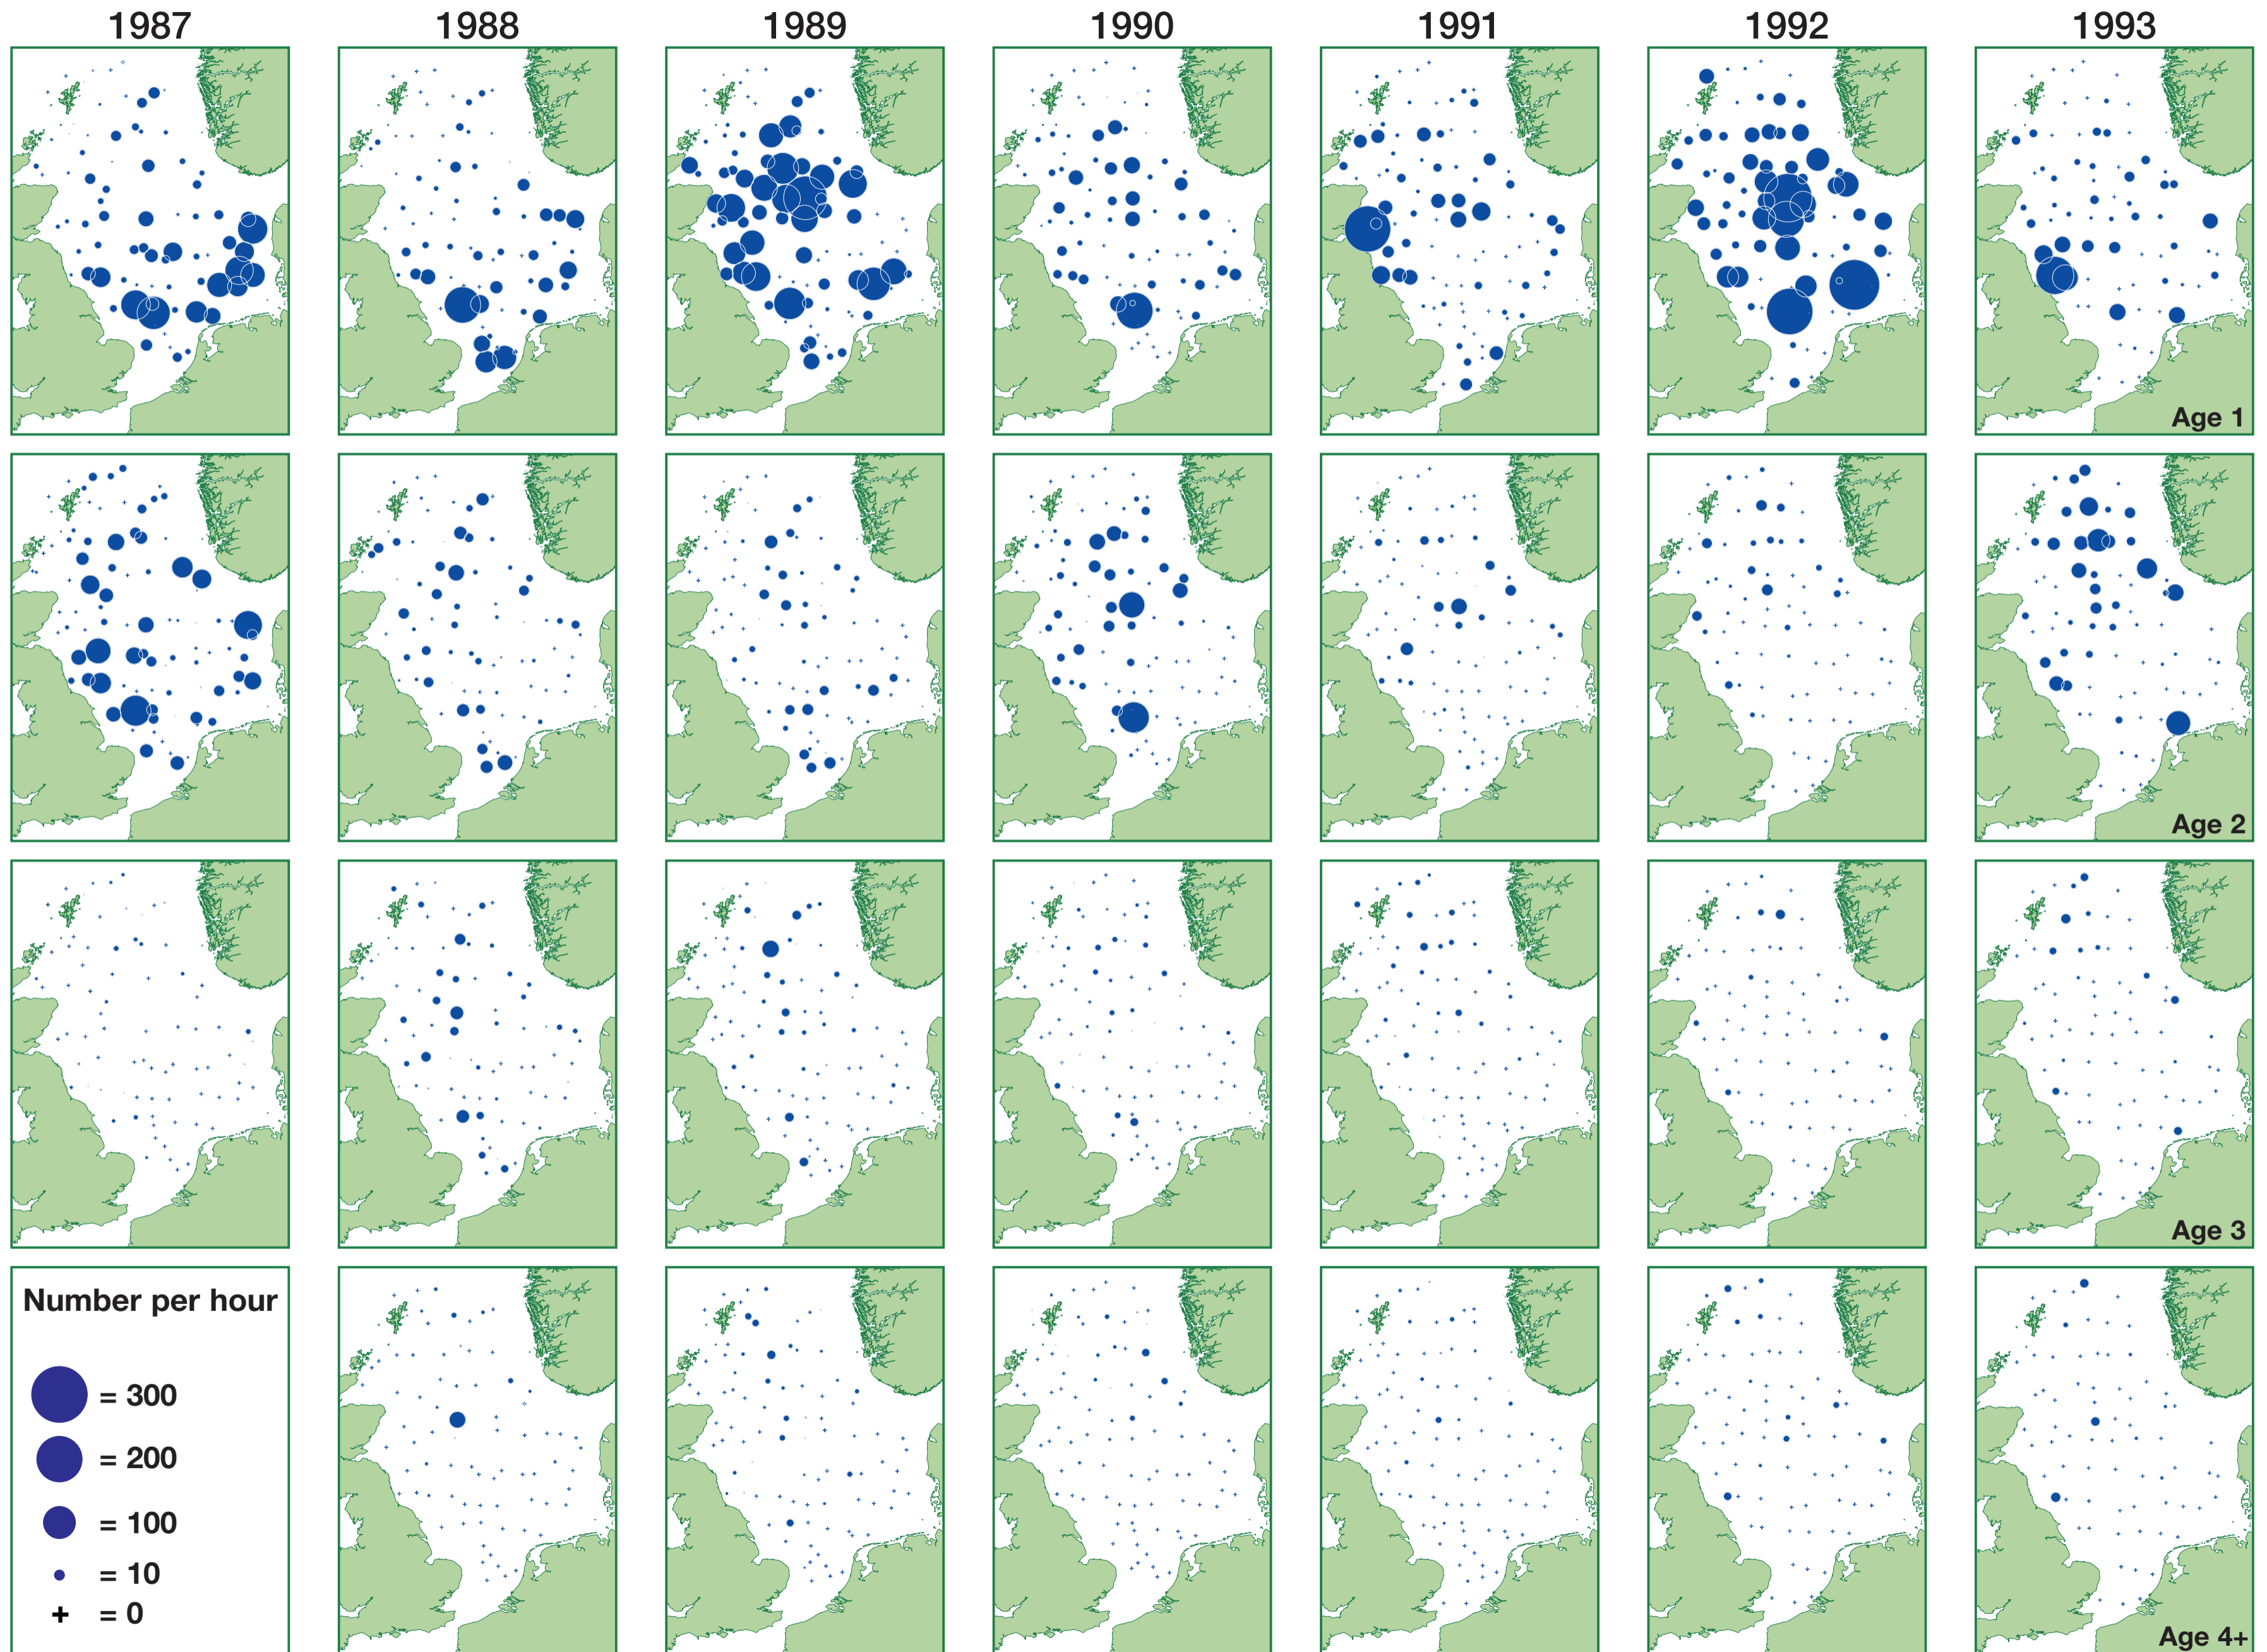 1987 1988 1989 1990 1991 1992 1993
Age 1
Age 2
Age 3
Number per hour
= 300
= 200
= 100
= 10
+ = 0
Age 4+